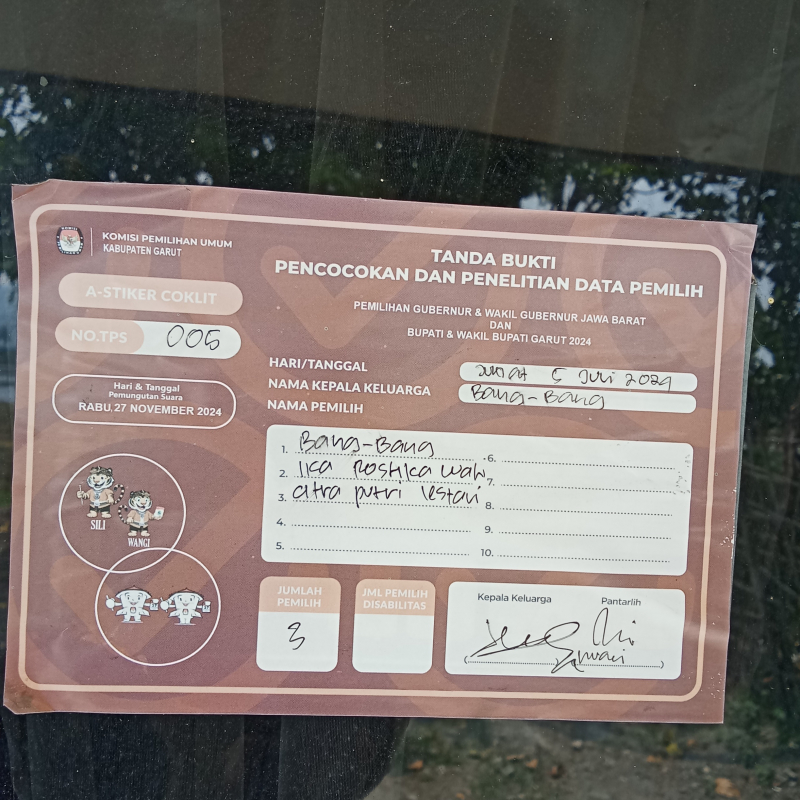 KOMISI PEMILIHAN UMUM
KABUPATEN GARUT
TANDA BUKTI
PENCOCOKAN DAN PENELITIAN DATA PEMILIH
A-STIKER COKLIT
NO.TPS 005
PEMILIHAN GUBERNUR & WAKIL GUBERNUR JAWA BARAT
DAN
BUPATI & WAKIL BUPATI GARUT 2024
Hari & Tanggal
Pemungutan Suara
RABU.27 NOVEMBER 2024
HARI/TANGGAL Jum'at 5 Juli 2024
NAMA KEPALA KELUARGA Bang-Bang
NAMA PEMILIH
1. Bang-Bang
2. Ika Rostika wati
3. citra putri lestari
4.
5.
6.
7.
8.
9.
10.
SILI
WANGI
JUMLAH
PEMILIH
3
JML PEMILIH
DISABILITAS
Kepala Keluarga Pantarlih